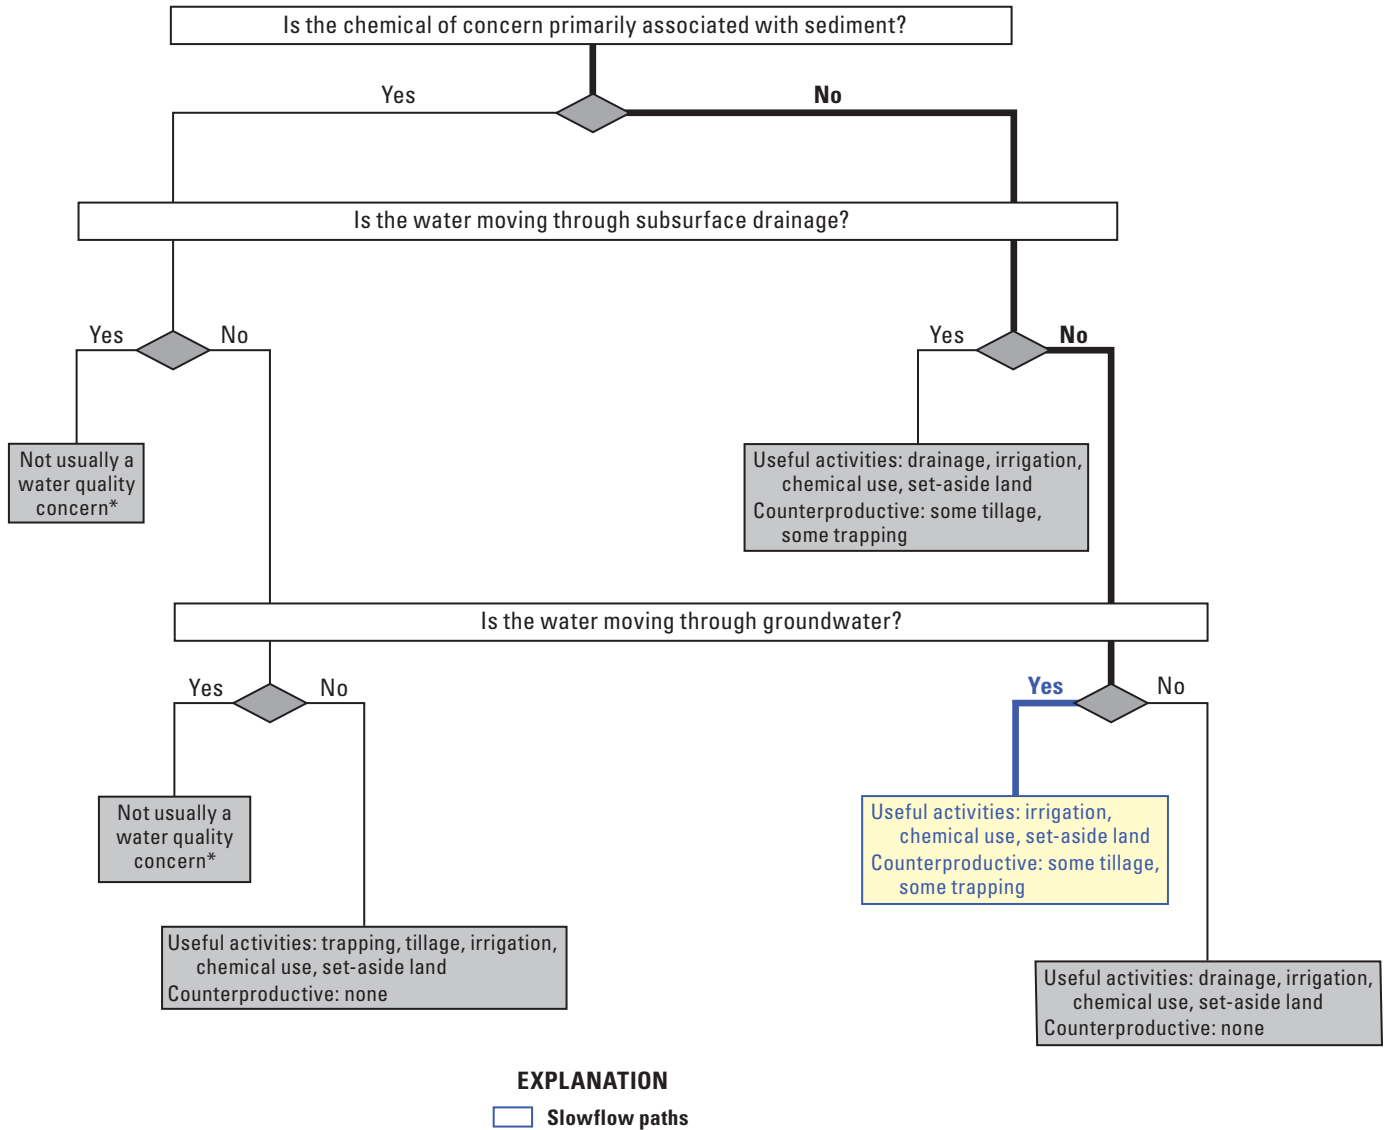 Is the chemical of concern primarily associated with sediment?
Yes
No
Is the water moving through subsurface drainage?
Yes
No
Yes
No
Not usually a
water quality
concern*
Useful activities: drainage, irrigation,
chemical use, set-aside land
Counterproductive: some tillage,
some trapping
Is the water moving through groundwater?
Yes
No
Yes
No
Not usually a
water quality
concern*
Useful activities: irrigation,
chemical use, set-aside land
Counterproductive: some tillage,
some trapping
Useful activities: trapping, tillage, irrigation,
chemical use, set-aside land
Counterproductive: none
Useful activities: drainage, irrigation,
chemical use, set-aside land
Counterproductive: none
EXPLANATION
Slowflow paths